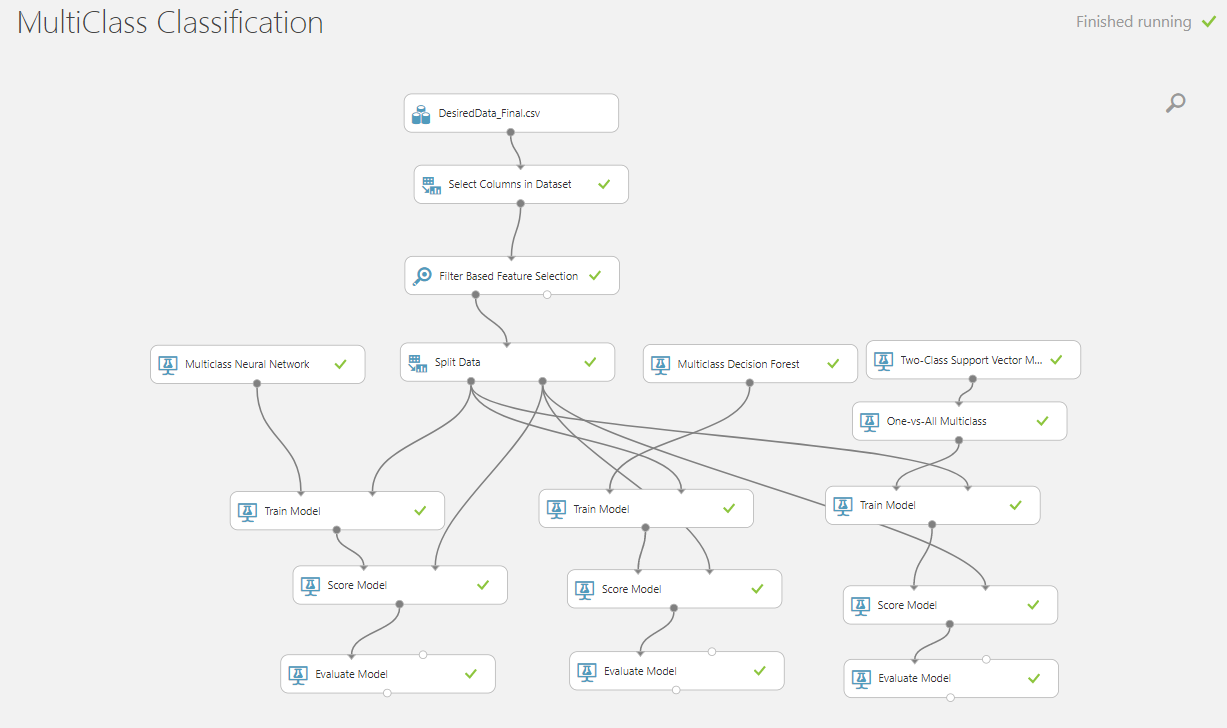 MultiClass Classification
Finished running
DesiredData_Final.csv
Select Columns in Dataset
Filter Based Feature Selection
Multiclass Neural Network
Split Data
Multiclass Decision Forest
Two-Class Support Vector M...
One-vs-All Multiclass
Train Model
Train Model
Train Model
Score Model
Score Model
Score Model
Evaluate Model
Evaluate Model
Evaluate Model